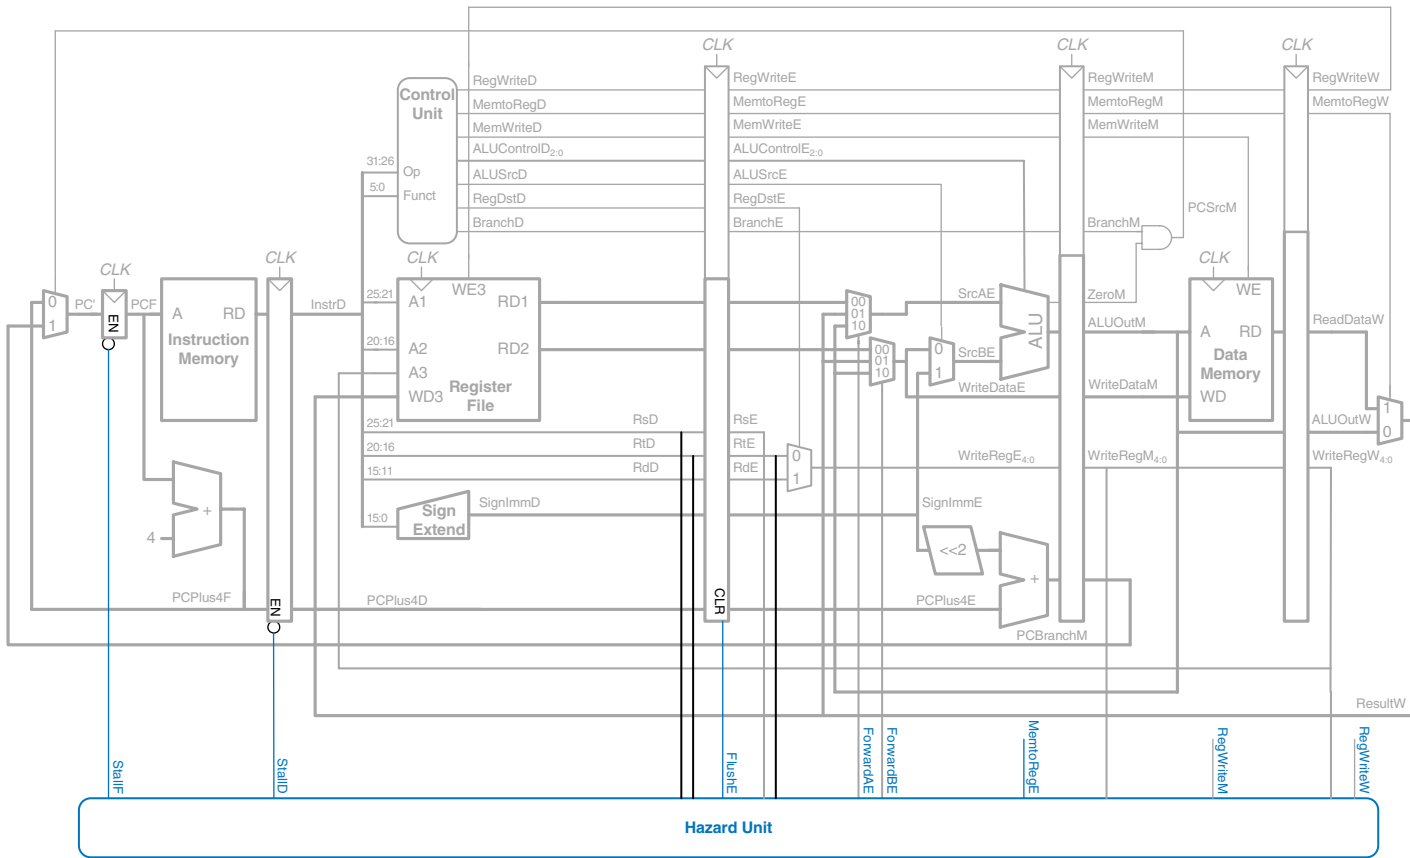 CLK
CLK
CLK
RegWriteD
RegWriteE
RegWriteM
RegWriteW
Control
Unit
MemtoRegD
MemtoRegE
MemtoRegM
MemtoRegW
MemWriteD
MemWriteE
MemWriteM
ALUControlD2:0
ALUControlE2:0
31:26
Op
ALUSrcD
ALUSrcE
5:0
Funct
RegDstD
RegDstE
PCSrcM
BranchD
BranchE
BranchM
CLK
CLK
CLK
CLK
0
1
PC'
EN
PCF
A
RD
Instruction
Memory
InstrD
25:21
A1
WE3
RD1
20:16
A2
RD2
A3
WD3
Register
File
00
01
10
00
01
10
0
1
SrcAE
SrcBE
WriteDataE
ALU
ZeroM
ALUOutM
WriteDataM
WE
A
RD
Data
Memory
WD
ReadDataW
1
0
ALUOutW
25:21
RsD
RsE
20:16
RtD
RtE
0
15:11
RdD
RdE
1
WriteRegE4:0
WriteRegM4:0
WriteRegW4:0
+
4
15:0
Sign
Extend
SignImmD
SignImmE
<<2
+
PCPlus4F
EN
PCPlus4D
CLR
PCPlus4E
PCBranchM
ResultW
StallF
StallD
FlushE
ForwardAE
ForwardBE
MemtoRegE
RegWriteM
RegWriteW
Hazard Unit